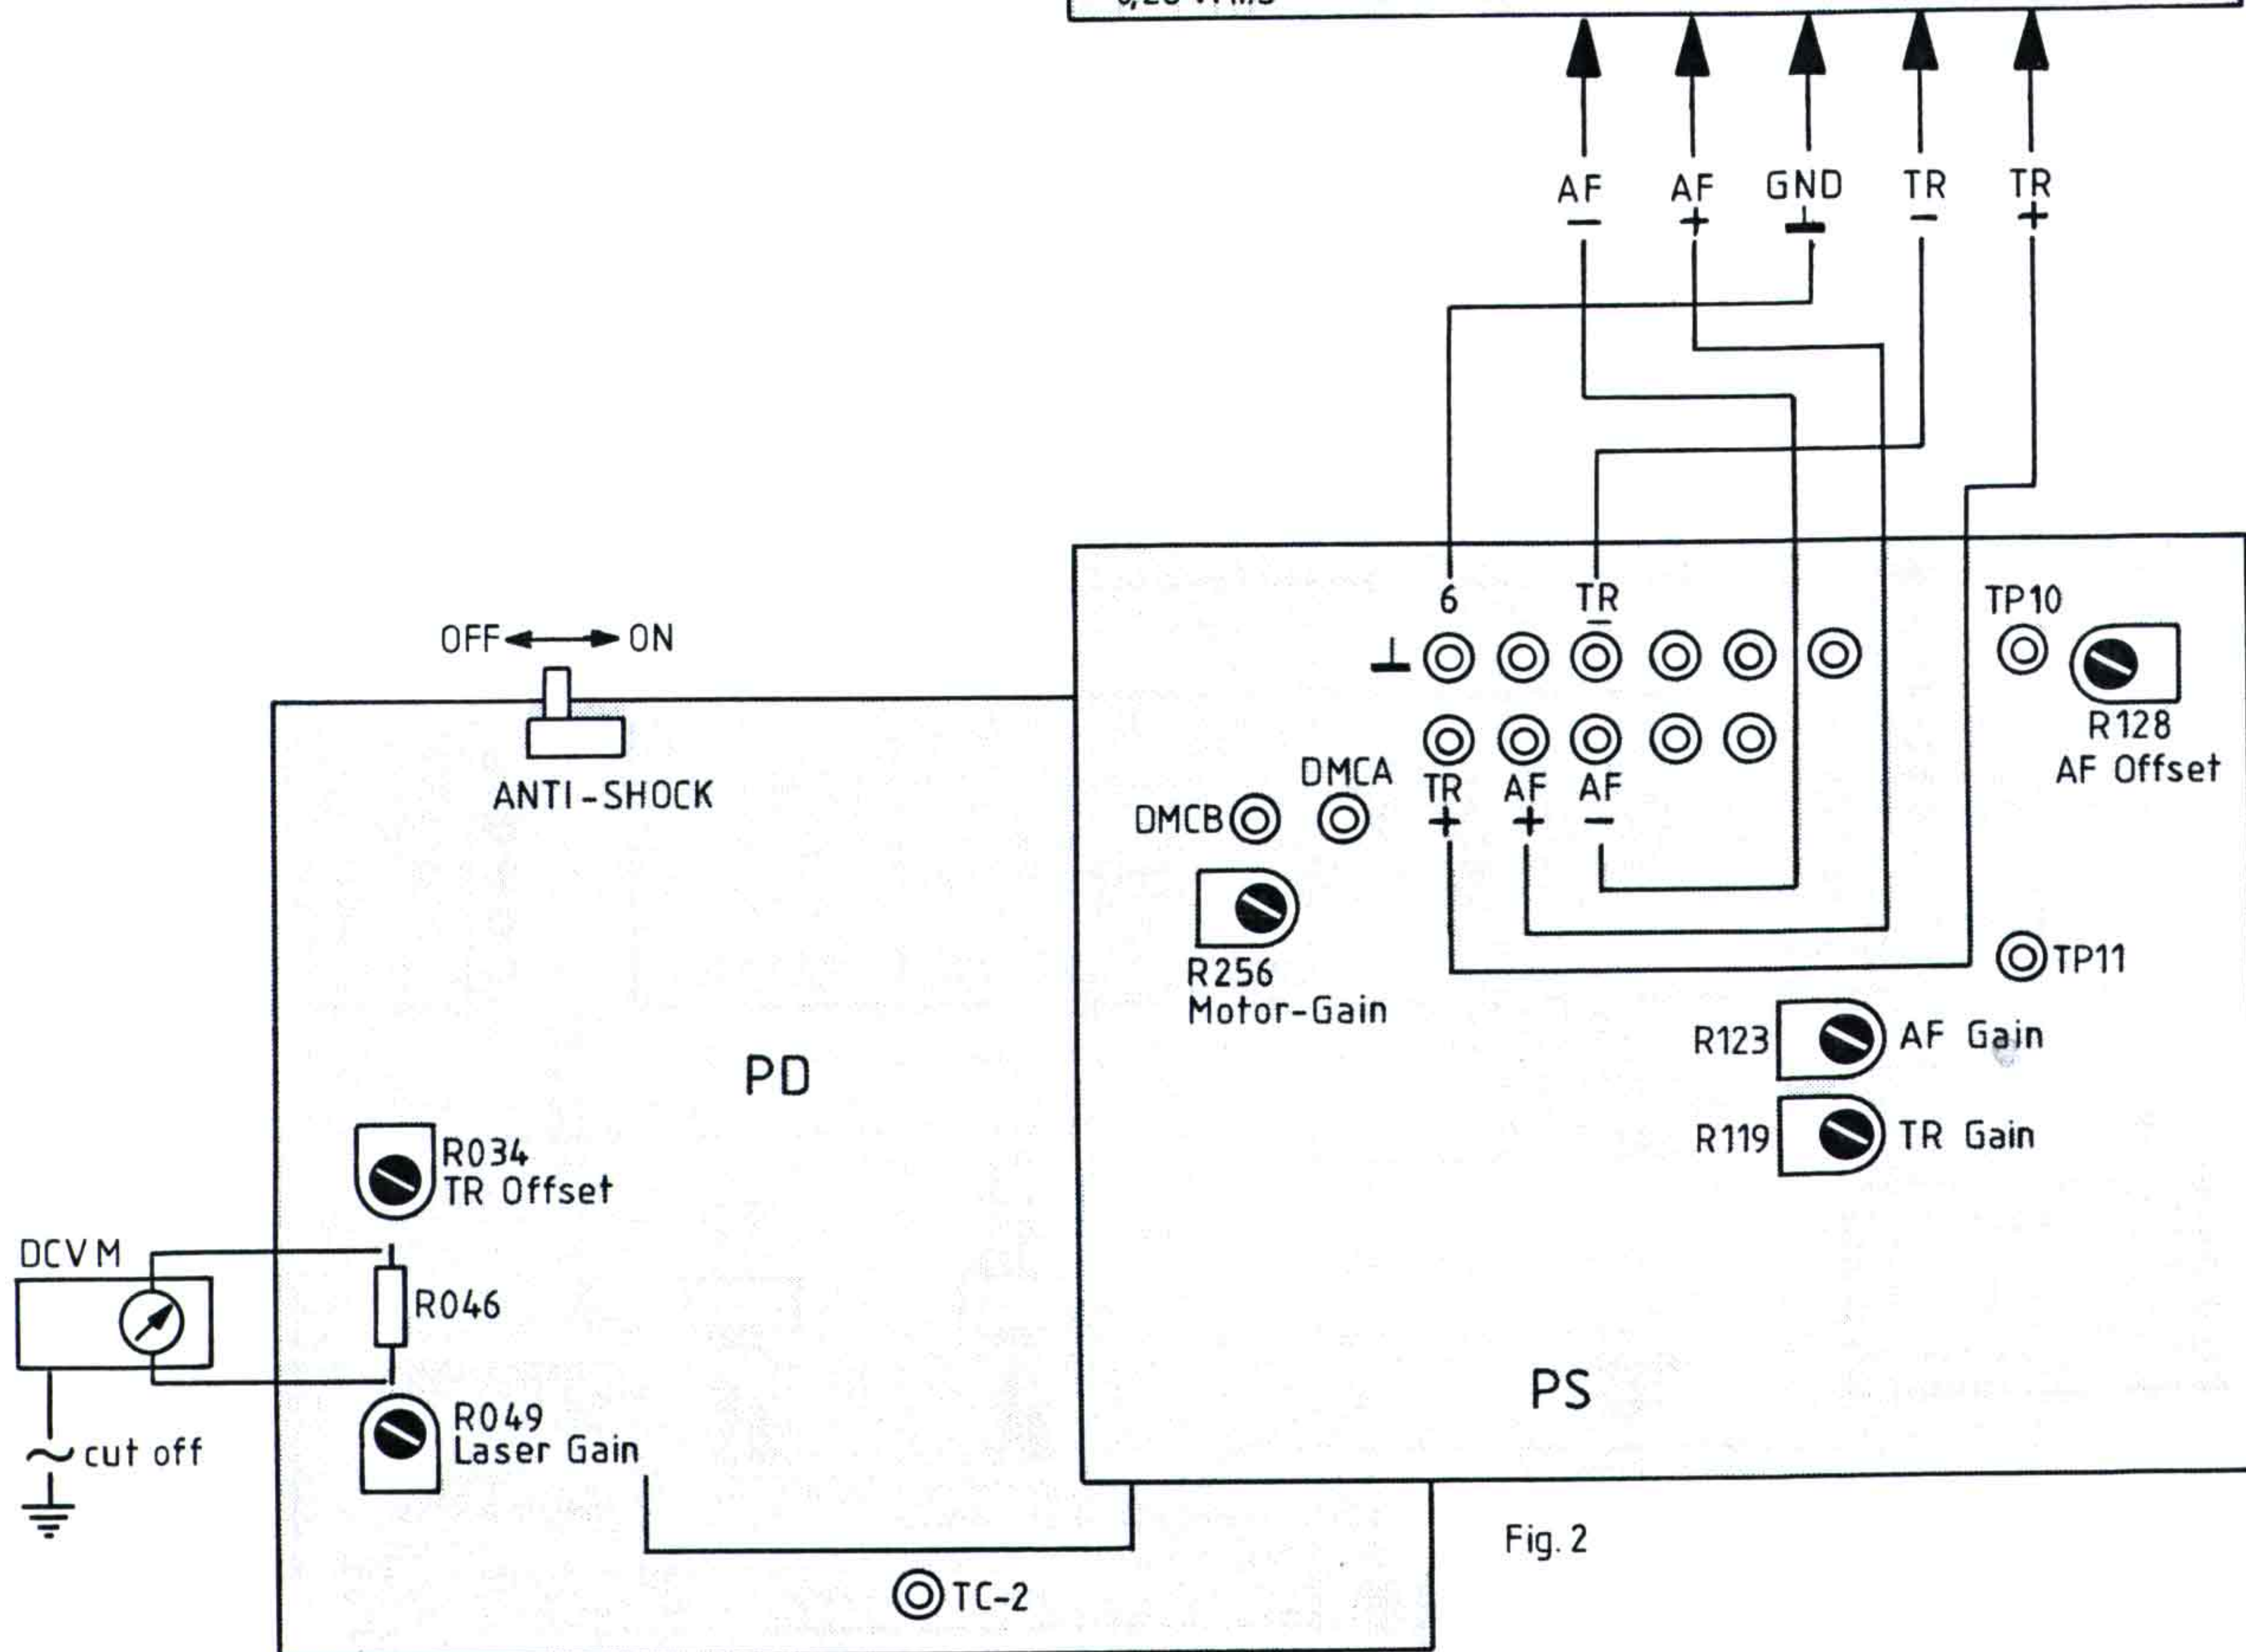 AF AF GND TR TR
− + ⊥ − +
6 TR
−
TP10
⊥
R128
AF Offset
OFF ON
ANTI-SHOCK
DMCA
DMCB
TR AF AF
+ + −
R256
Motor-Gain
TP11
R123 AF Gain
R119 TR Gain
PD
R034
TR Offset
DCVM
R046
R049
Laser Gain
cut off
PS
Fig. 2
TC-2